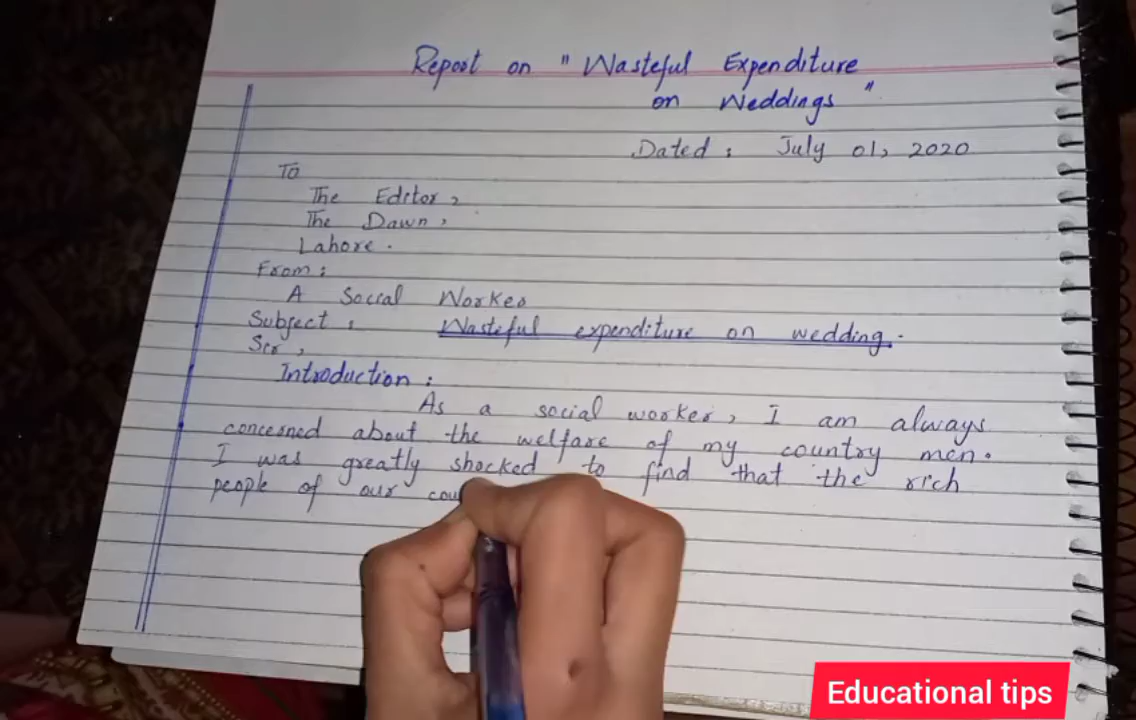 Report on " Wasteful Expenditure
on Weddings "
Dated : July 01, 2020
To
The Editor,
The Dawn,
Lahore.
From :
A Social Worker
Subject : Wasteful expenditure on wedding.
Sir,
Introduction :
As a social worker, I am always
concerned about the welfare of my country men.
I was greatly shocked to find that the rich
people of our cou
Educational tips